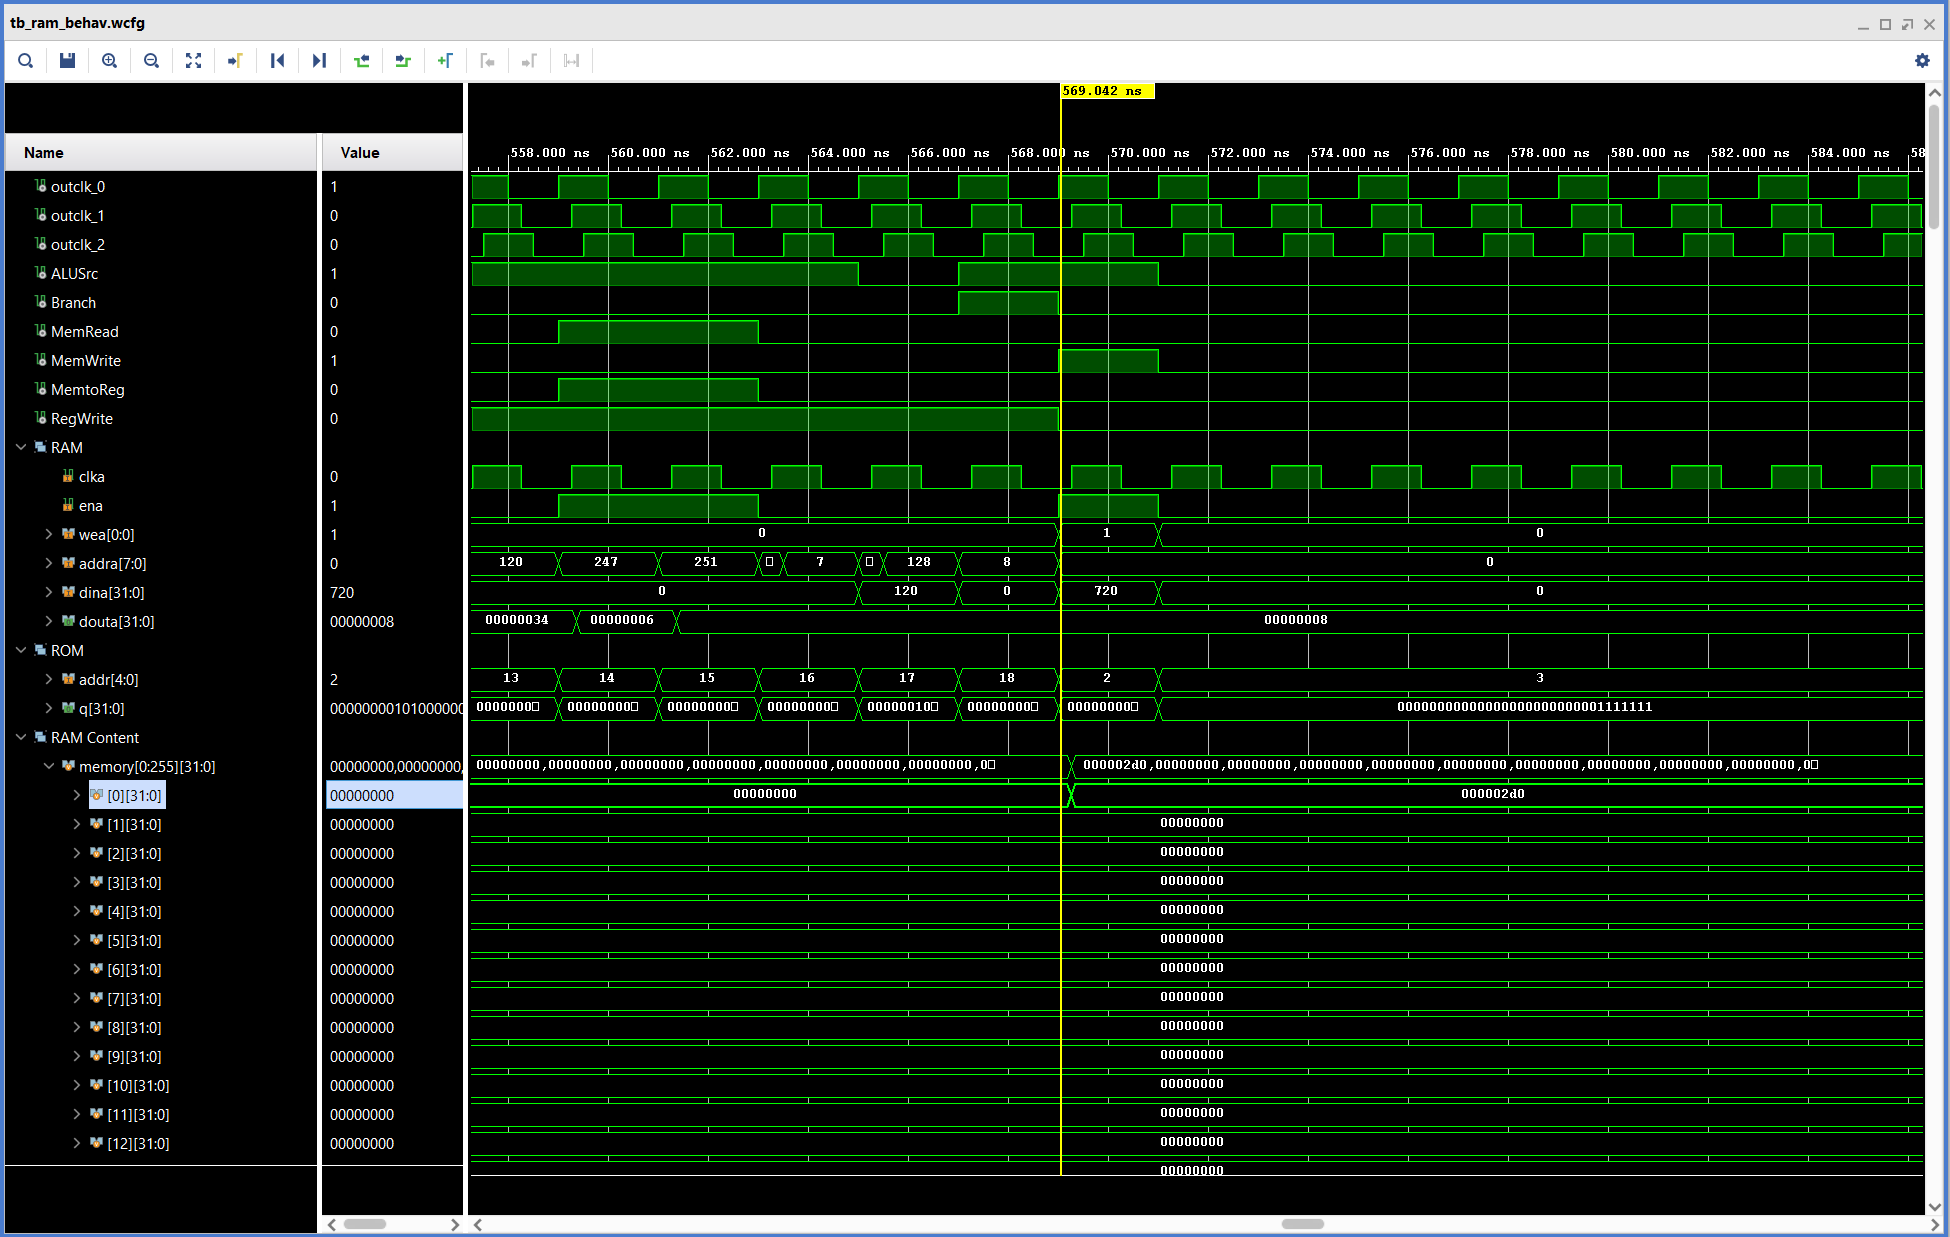 tb_ram_behav.wcfg
569.042 ns
Name Value
558.000 ns 560.000 ns 562.000 ns 564.000 ns 566.000 ns 568.000 ns 570.000 ns 572.000 ns 574.000 ns 576.000 ns 578.000 ns 580.000 ns 582.000 ns 584.000 ns 58
outclk_0 1
outclk_1 0
outclk_2 0
ALUSrc 1
Branch 0
MemRead 0
MemWrite 1
MemtoReg 0
RegWrite 0
RAM
clka 0
ena 1
wea[0:0] 1 0 1 0
addra[7:0] 0 120 247 251 7 128 8 0
dina[31:0] 720 0 120 0 720 0
douta[31:0] 00000008 00000034 00000006 00000008
ROM
addr[4:0] 2 13 14 15 16 17 18 2 3
q[31:0] 00000000101000000 00000000 00000000 00000000 00000000 00000010 00000000 00000000 00000000000000000000000001111111
RAM Content
memory[0:255][31:0] 00000000,00000000, 00000000,00000000,00000000,00000000,00000000,00000000,00000000,0 000002d0,00000000,00000000,00000000,00000000,00000000,00000000,00000000,00000000,00000000,0
[0][31:0] 00000000 00000000 000002d0
[1][31:0] 00000000 00000000
[2][31:0] 00000000 00000000
[3][31:0] 00000000 00000000
[4][31:0] 00000000 00000000
[5][31:0] 00000000 00000000
[6][31:0] 00000000 00000000
[7][31:0] 00000000 00000000
[8][31:0] 00000000 00000000
[9][31:0] 00000000 00000000
[10][31:0] 00000000 00000000
[11][31:0] 00000000 00000000
[12][31:0] 00000000 00000000
00000000